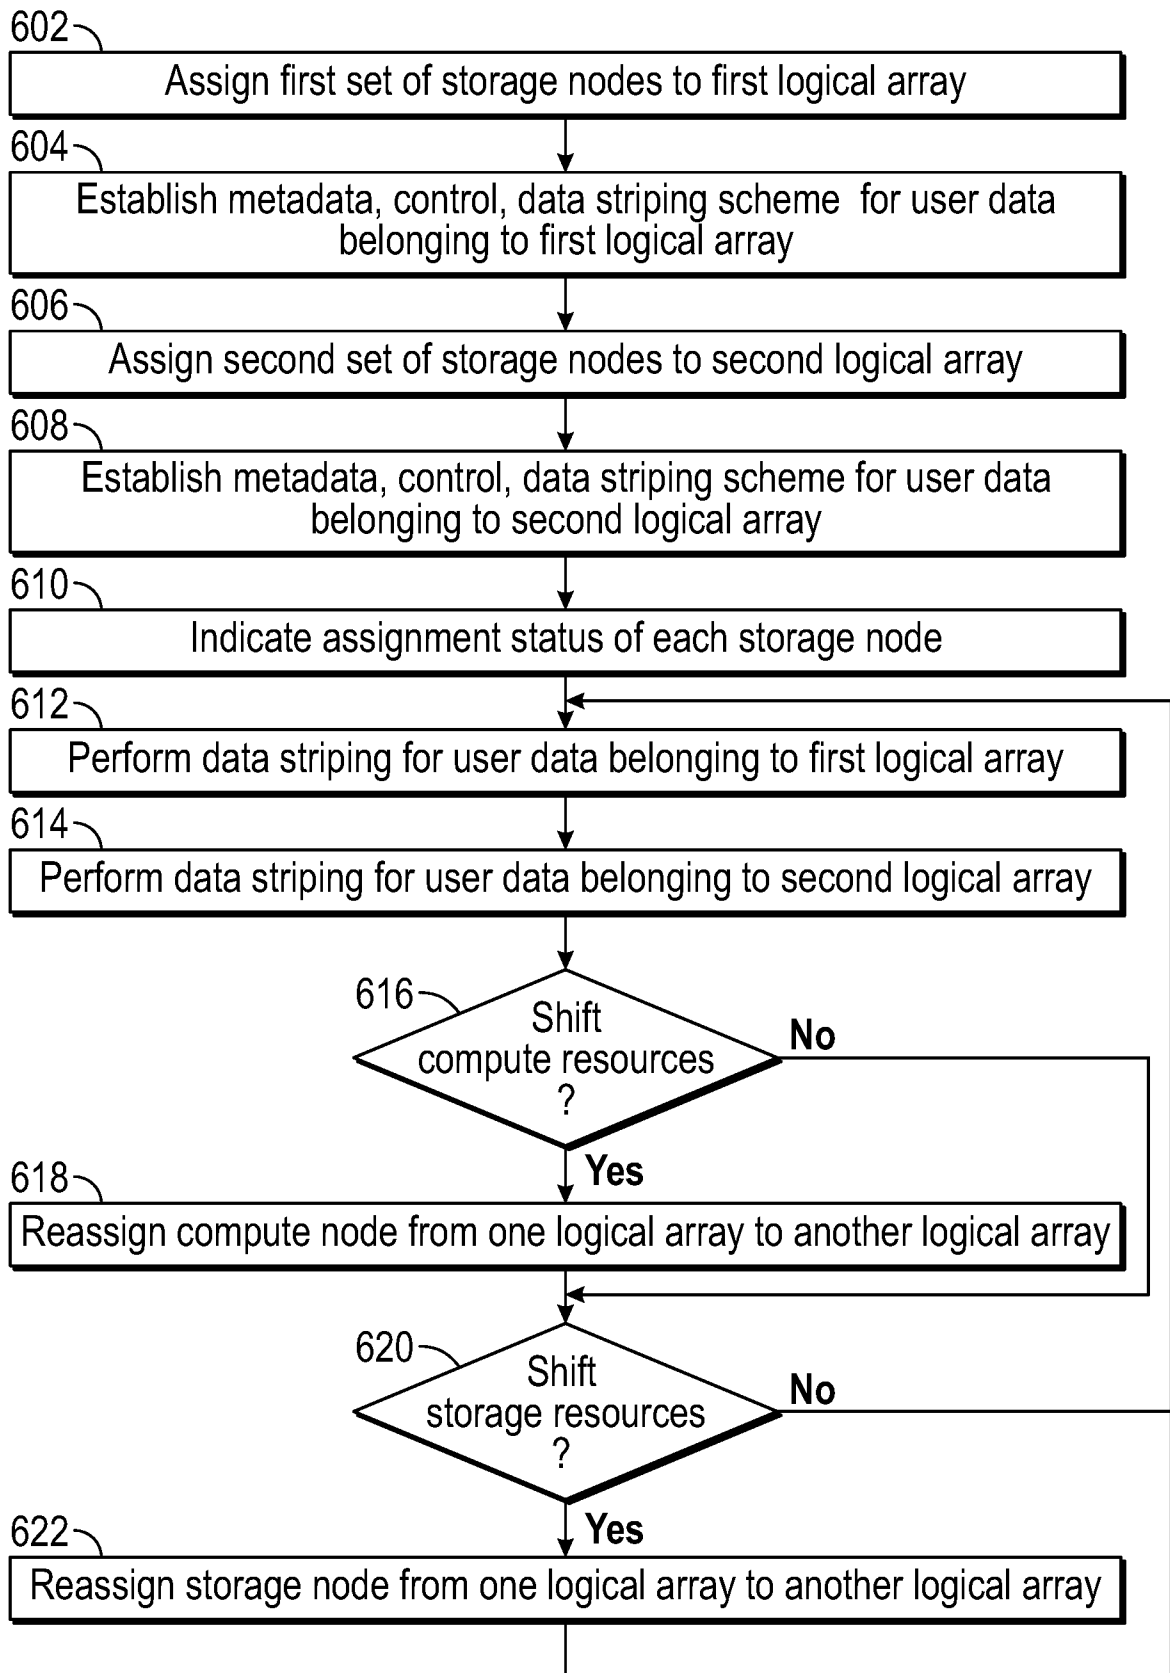 602
Assign first set of storage nodes to first logical array
604
Establish metadata, control, data striping scheme for user data
belonging to first logical array
606
Assign second set of storage nodes to second logical array
608
Establish metadata, control, data striping scheme for user data
belonging to second logical array
610
Indicate assignment status of each storage node
612
Perform data striping for user data belonging to first logical array
614
Perform data striping for user data belonging to second logical array
616
Shift
compute resources
?
No
Yes
618
Reassign compute node from one logical array to another logical array
620
Shift
storage resources
?
No
Yes
622
Reassign storage node from one logical array to another logical array